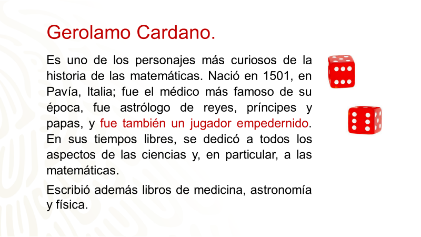 Gerolamo Cardano.
Es uno de los personajes más curiosos de la
historia de las matemáticas. Nació en 1501, en
Pavía, Italia; fue el médico más famoso de su
época, fue astrólogo de reyes, príncipes y
papas, y fue también un jugador empedernido.
En sus tiempos libres, se dedicó a todos los
aspectos de las ciencias y, en particular, a las
matemáticas.
Escribió además libros de medicina, astronomía
y física.